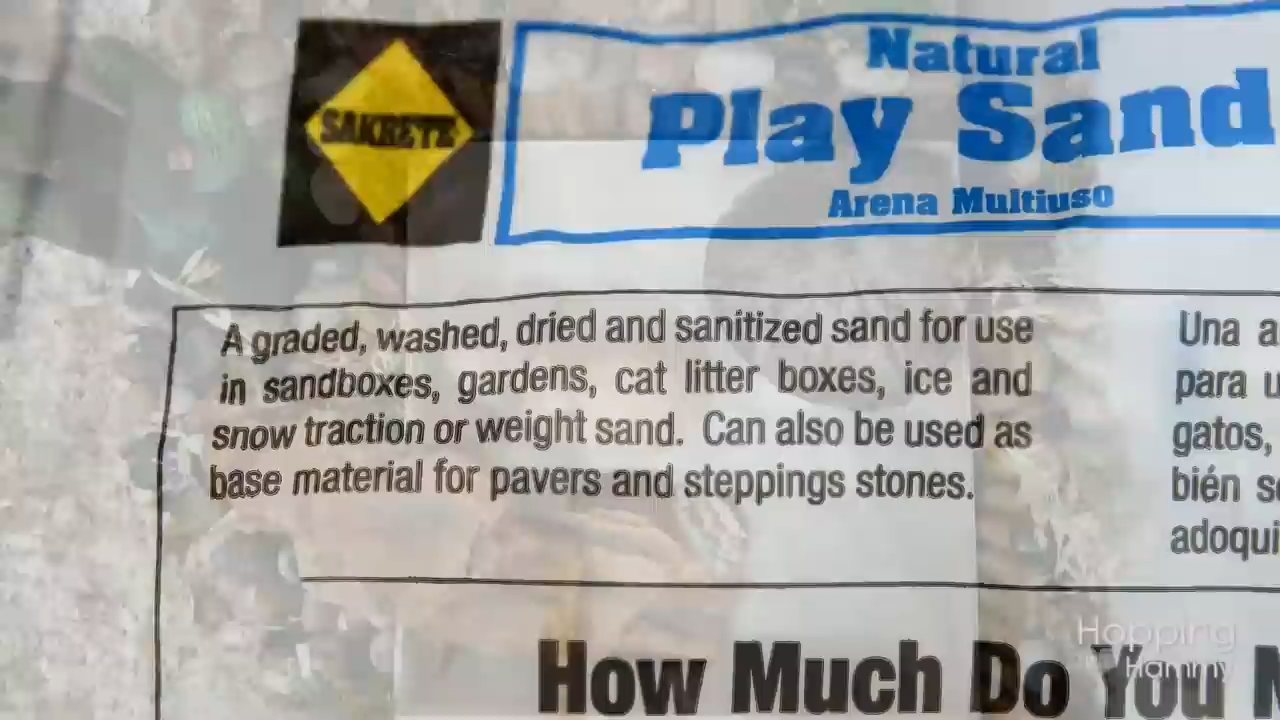 SAKRETE
Natural
Play Sand
Arena Multiuso
A graded, washed, dried and sanitized sand for use
in sandboxes, gardens, cat litter boxes, ice and
snow traction or weight sand. Can also be used as
base material for pavers and steppings stones.
Una a
para u
gatos,
bién se
adoqui
How Much Do You N
Hopping
Hammy